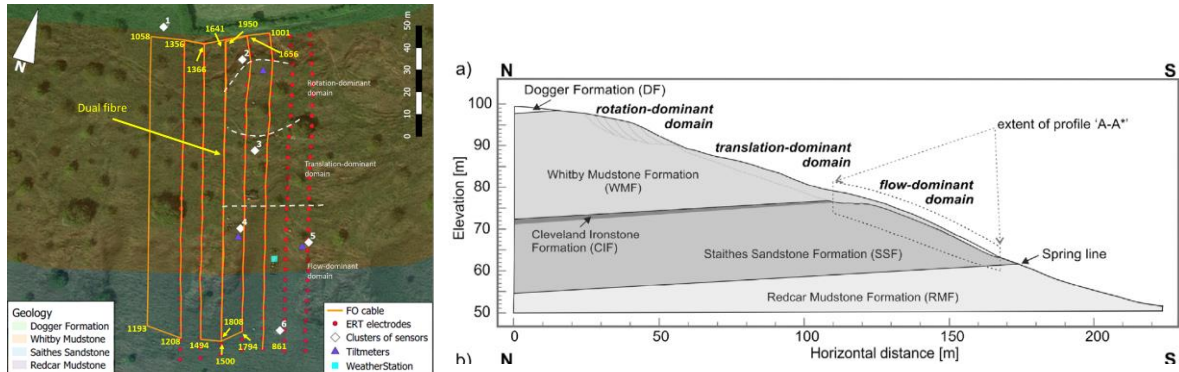 1
1641
1950
1001
1058
1356
1366
2
1656
50 m
40
30
20
10
0
N
Rotation-dominant
domain
Dual fibre
3
Translation-dominant
domain
4
5
Flow-dominant
domain
6
1193
1208
1494
1808
1500
1794
861
Geology
Dogger Formation
Whitby Mudstone
Saithes Sandstone
Redcar Mudstone
FO cable
ERT electrodes
Clusters of sensors
Tiltmeters
WeatherStation
a)
N
S
Dogger Formation (DF)
rotation-dominant
domain
extent of profile 'A-A*'
translation-dominant
domain
flow-dominant
domain
Whitby Mudstone Formation
(WMF)
Cleveland Ironstone
Formation (CIF)
Staithes Sandstone Formation (SSF)
Spring line
Redcar Mudstone Formation (RMF)
Elevation [m]
100
90
80
70
60
50
0
50
100
150
200
Horizontal distance [m]
b)
N
S